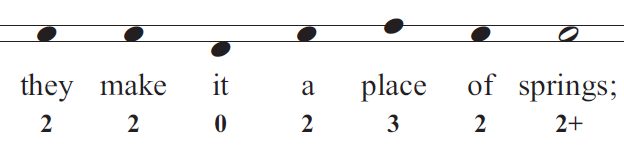 they make it a place of springs;
2 2 0 2 3 2 2+